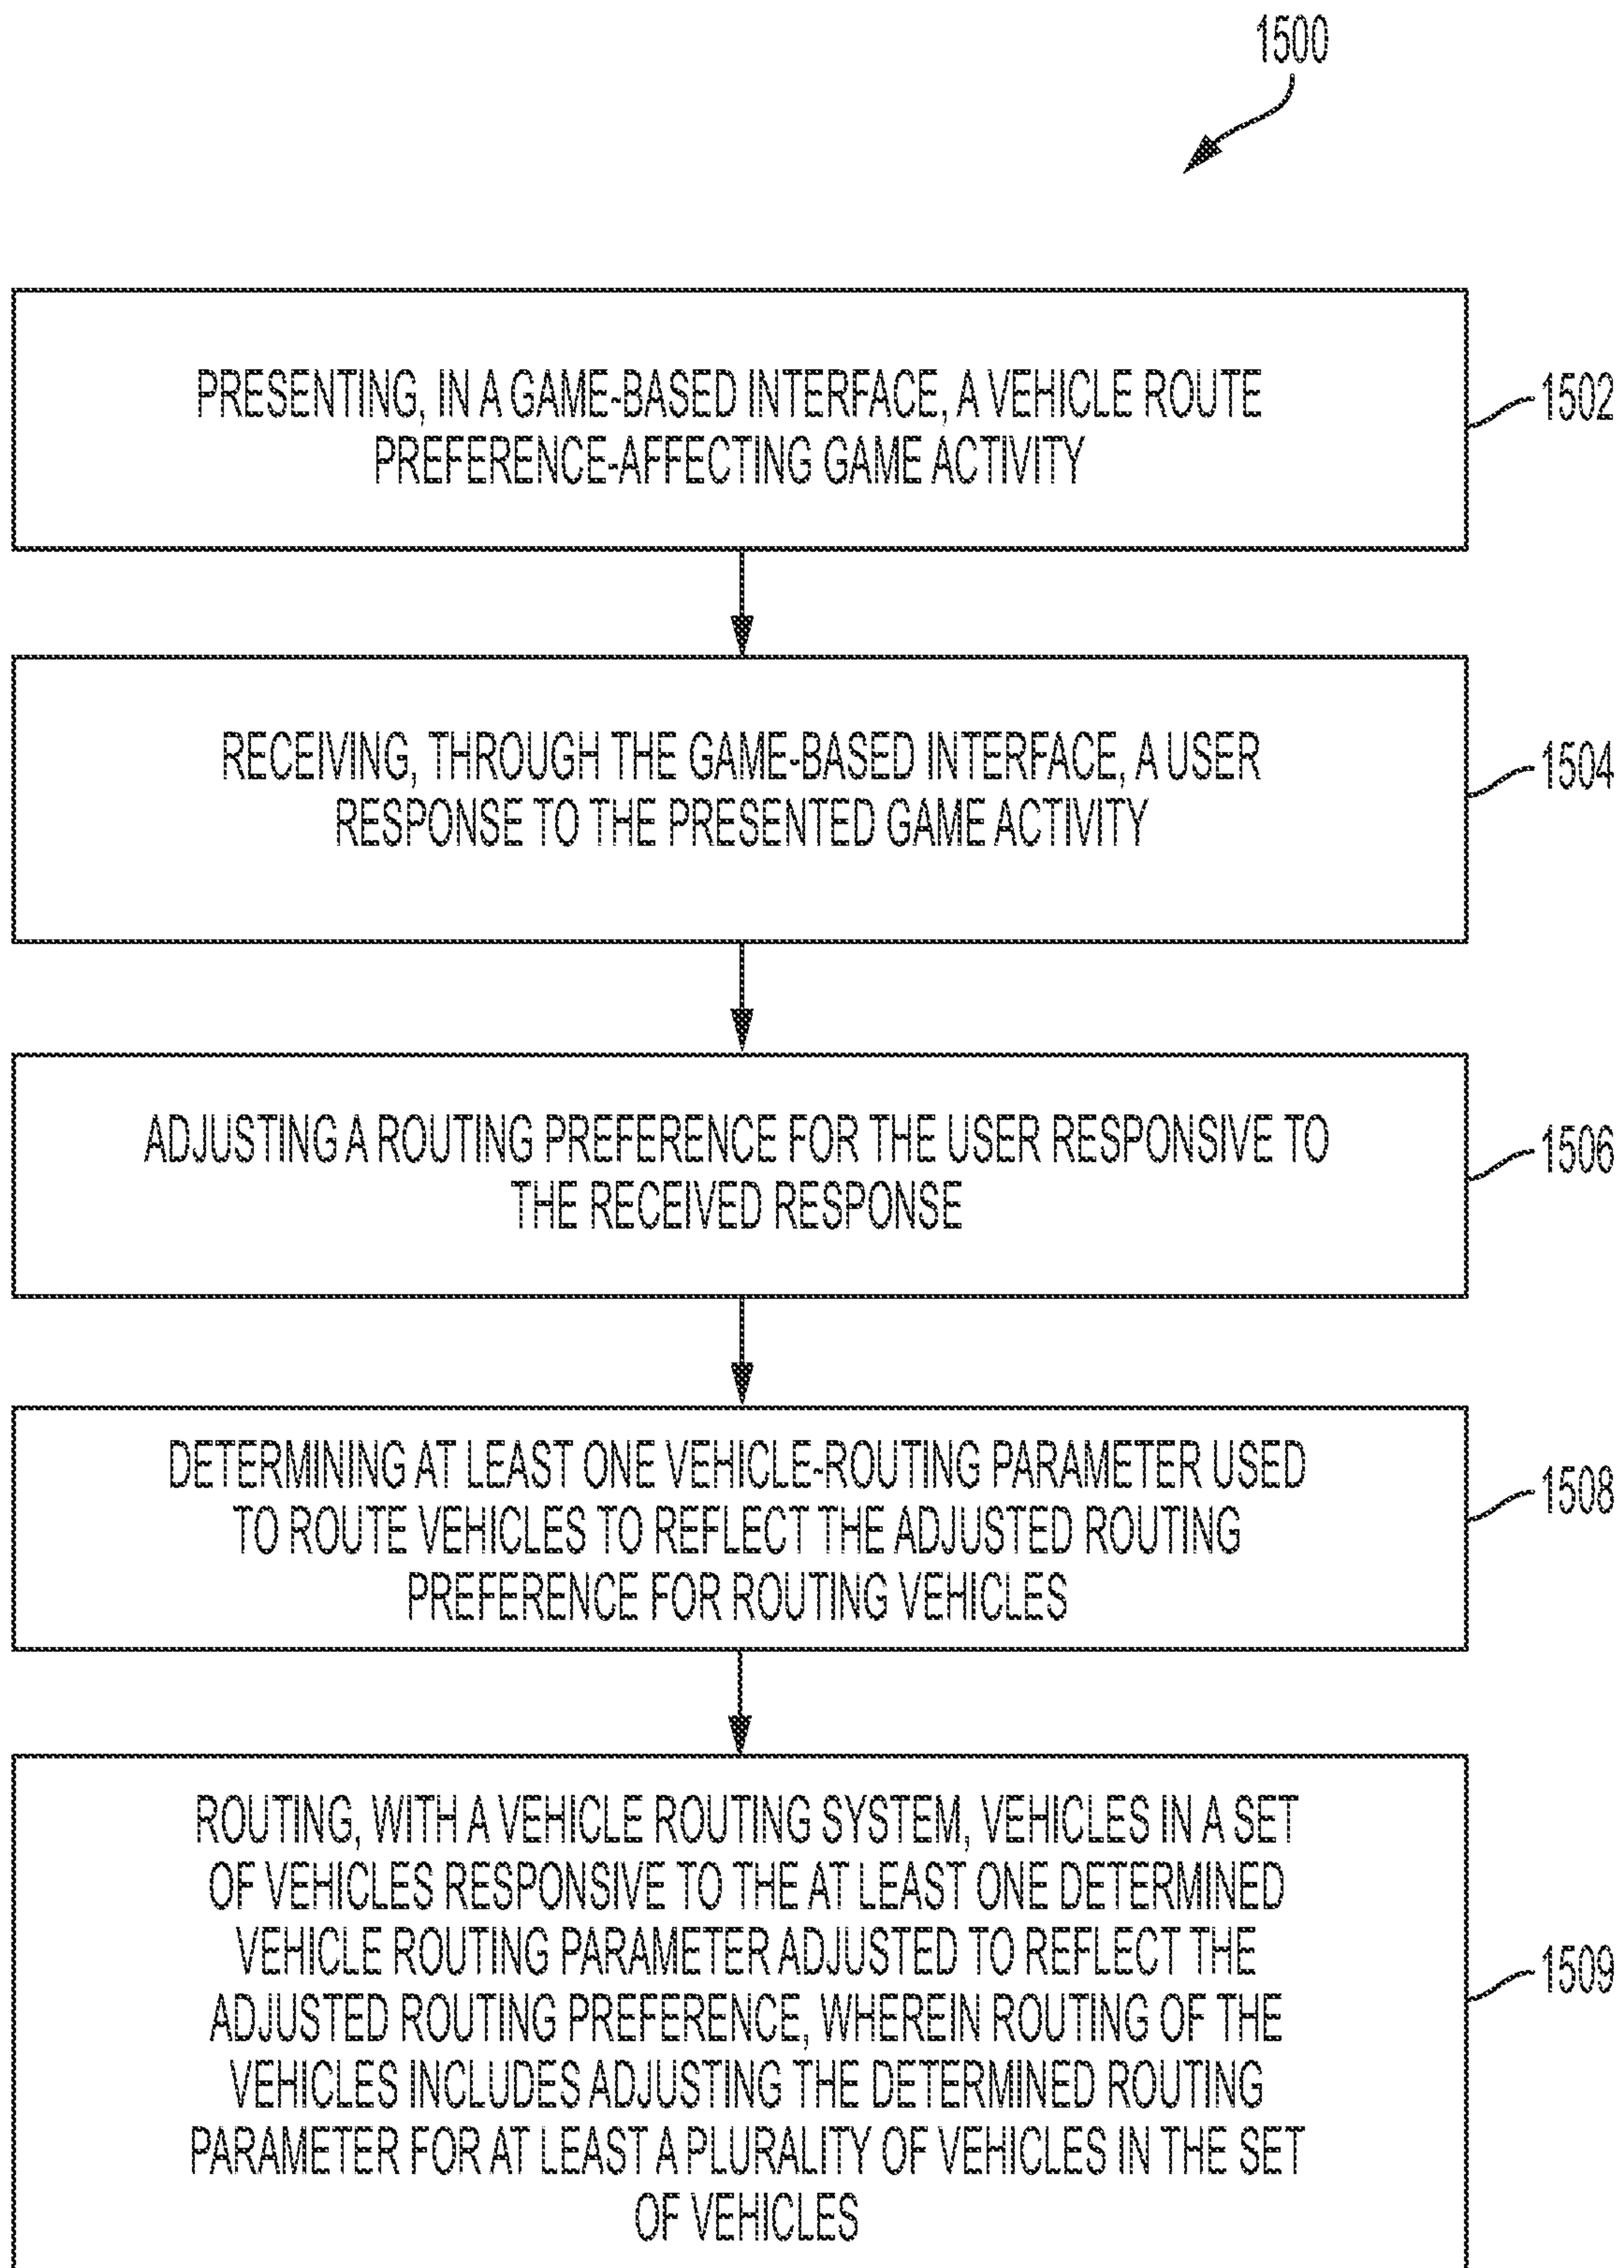 1500
PRESENTING, IN A GAME-BASED INTERFACE, A VEHICLE ROUTE
PREFERENCE-AFFECTING GAME ACTIVITY
1502
RECEIVING, THROUGH THE GAME-BASED INTERFACE, A USER
RESPONSE TO THE PRESENTED GAME ACTIVITY
1504
ADJUSTING A ROUTING PREFERENCE FOR THE USER RESPONSIVE TO
THE RECEIVED RESPONSE
1506
DETERMINING AT LEAST ONE VEHICLE-ROUTING PARAMETER USED
TO ROUTE VEHICLES TO REFLECT THE ADJUSTED ROUTING
PREFERENCE FOR ROUTING VEHICLES
1508
ROUTING, WITH A VEHICLE ROUTING SYSTEM, VEHICLES IN A SET
OF VEHICLES RESPONSIVE TO THE AT LEAST ONE DETERMINED
VEHICLE ROUTING PARAMETER ADJUSTED TO REFLECT THE
ADJUSTED ROUTING PREFERENCE, WHEREIN ROUTING OF THE
VEHICLES INCLUDES ADJUSTING THE DETERMINED ROUTING
PARAMETER FOR AT LEAST A PLURALITY OF VEHICLES IN THE SET
OF VEHICLES
1509